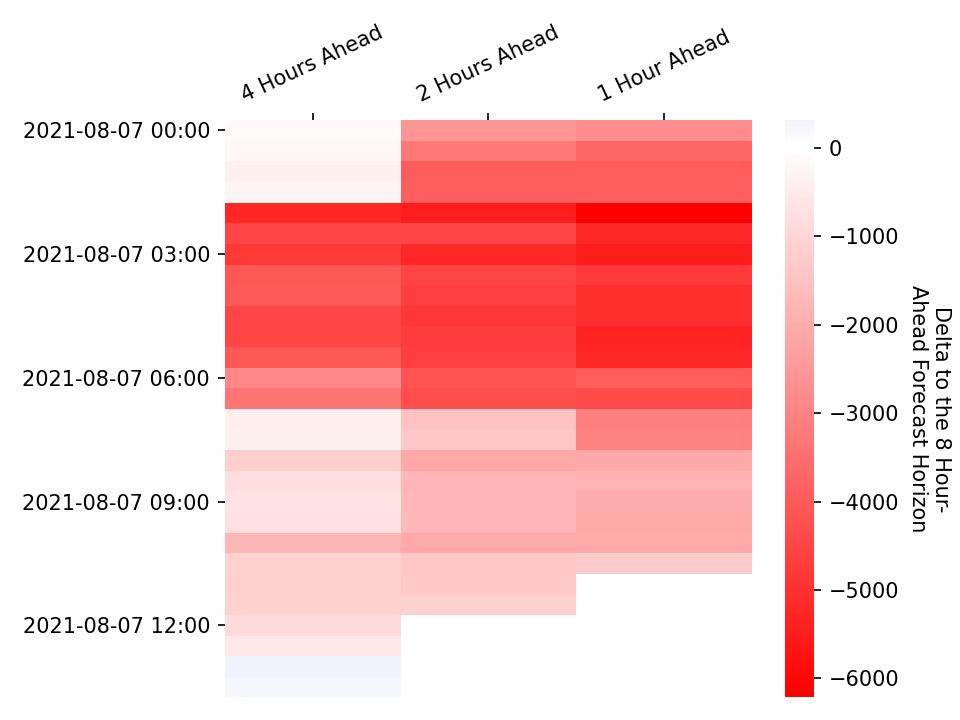 4 Hours Ahead
2 Hours Ahead
1 Hour Ahead
2021-08-07 00:00
2021-08-07 03:00
2021-08-07 06:00
2021-08-07 09:00
2021-08-07 12:00
0
−1000
−2000
−3000
−4000
−5000
−6000
Delta to the 8 Hour-
Ahead Forecast Horizon